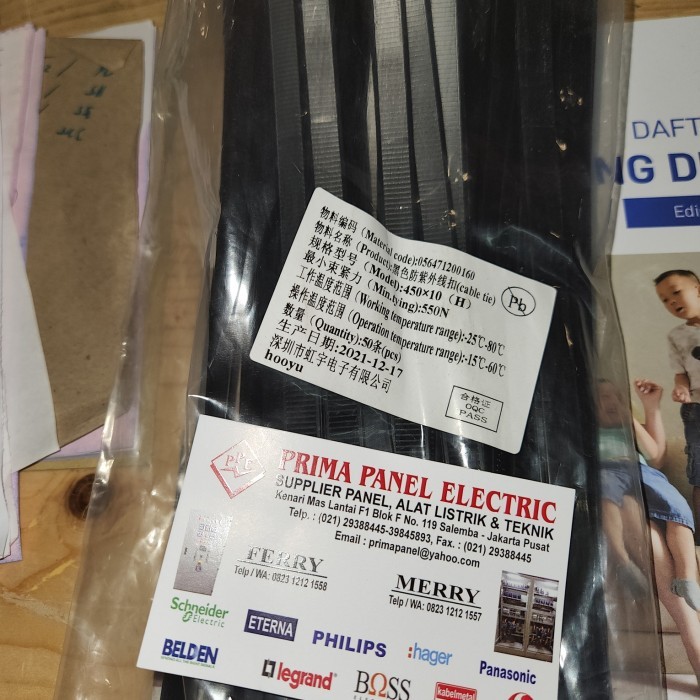 物料编码 (Material code):056471200160
物料名称 (Product):黑色防紫外线扣(cable tie)
规格型号 (Model):450×10 (H)
最小束紧力 (Min.tying):550N
工作温度范围 (Working temperature range):-25℃-80℃
操作温度范围 (Operation temperature range):-15℃-60℃
数量 (Quantity):50条(pcs)
生产日期:2021-12-17
深圳市虹宇电子有限公司
hooyu
Pb
合格证
OQC
PASS
PRIMA PANEL ELECTRIC
SUPPLIER PANEL, ALAT LISTRIK & TEKNIK
Kenari Mas Lantai F1 Blok F No. 119 Salemba - Jakarta Pusat
Telp. : (021) 29388445-39845893, Fax. : (021) 29388445
Email : primapanel@yahoo.com
FERRY
Telp / WA: 0823 1212 1558
MERRY
Telp / WA: 0823 1212 1557
Schneider
Electric
ETERNA
PHILIPS
:hager
Panasonic
BELDEN
legrand
BOSS
kabelmetal
DAFT
NG D
Edi